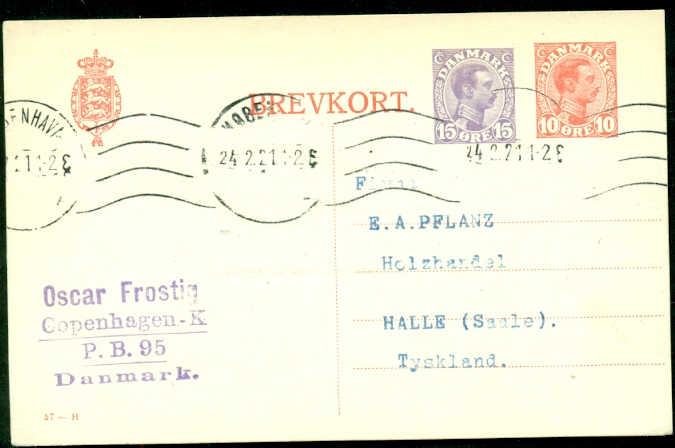 BREVKORT.
DANMARK
15 ØRE 15
DANMARK
10 ØRE 10
KØBENHAVN
24.2.21.1-2 E
24.2.21.1-2 E
Firma
E.A.PFLANZ
Holzhandel
HALLE (Saale).
Tyskland.
Oscar Frostig
Copenhagen-K
P. B. 95
Danmark.
57 — H